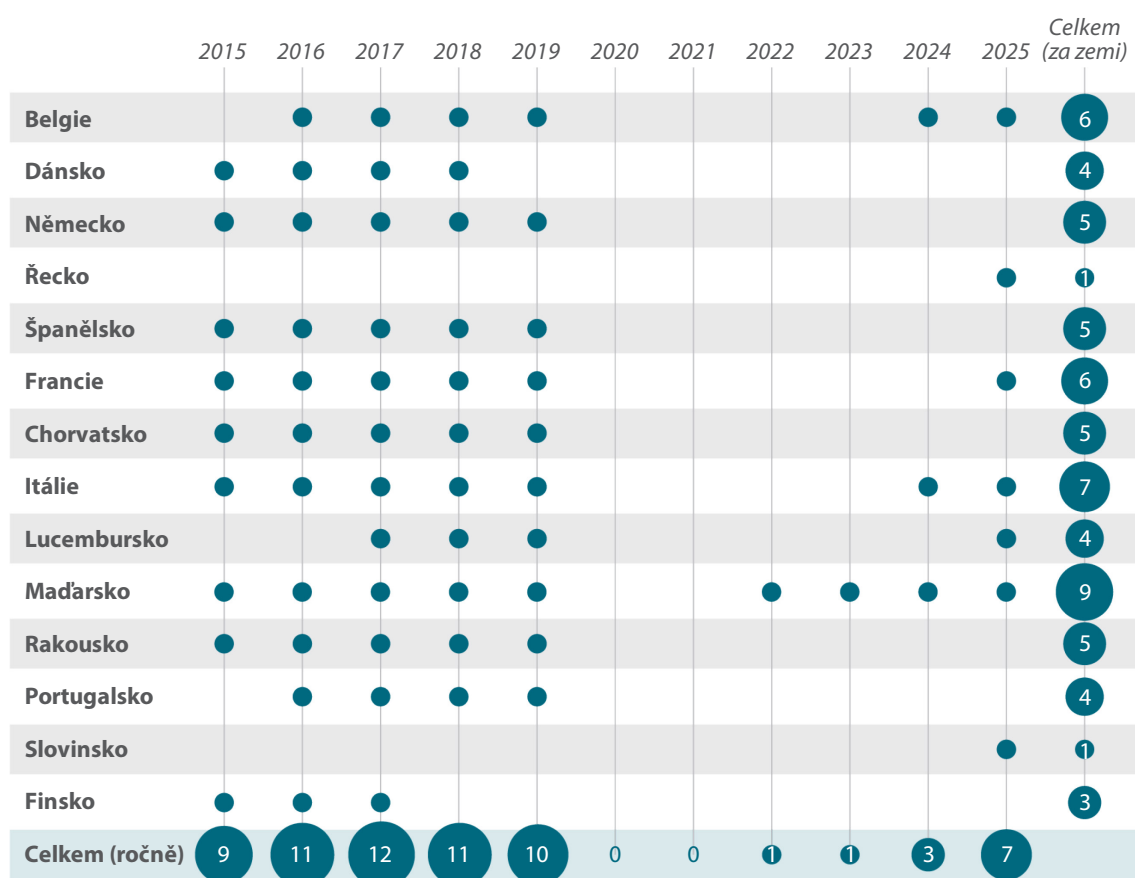 2015 2016 2017 2018 2019 2020 2021 2022 2023 2024 2025 Celkem
(za zemi)
Belgie 6
Dánsko 4
Německo 5
Řecko 1
Španělsko 5
Francie 6
Chorvatsko 5
Itálie 7
Lucembursko 4
Maďarsko 9
Rakousko 5
Portugalsko 4
Slovinsko 1
Finsko 3
Celkem (ročně) 9 11 12 11 10 0 0 1 1 3 7